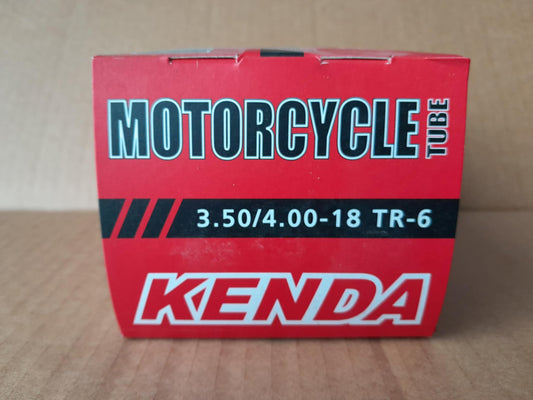 MOTORCYCLE TUBE
3.50/4.00-18 TR-6
KENDA